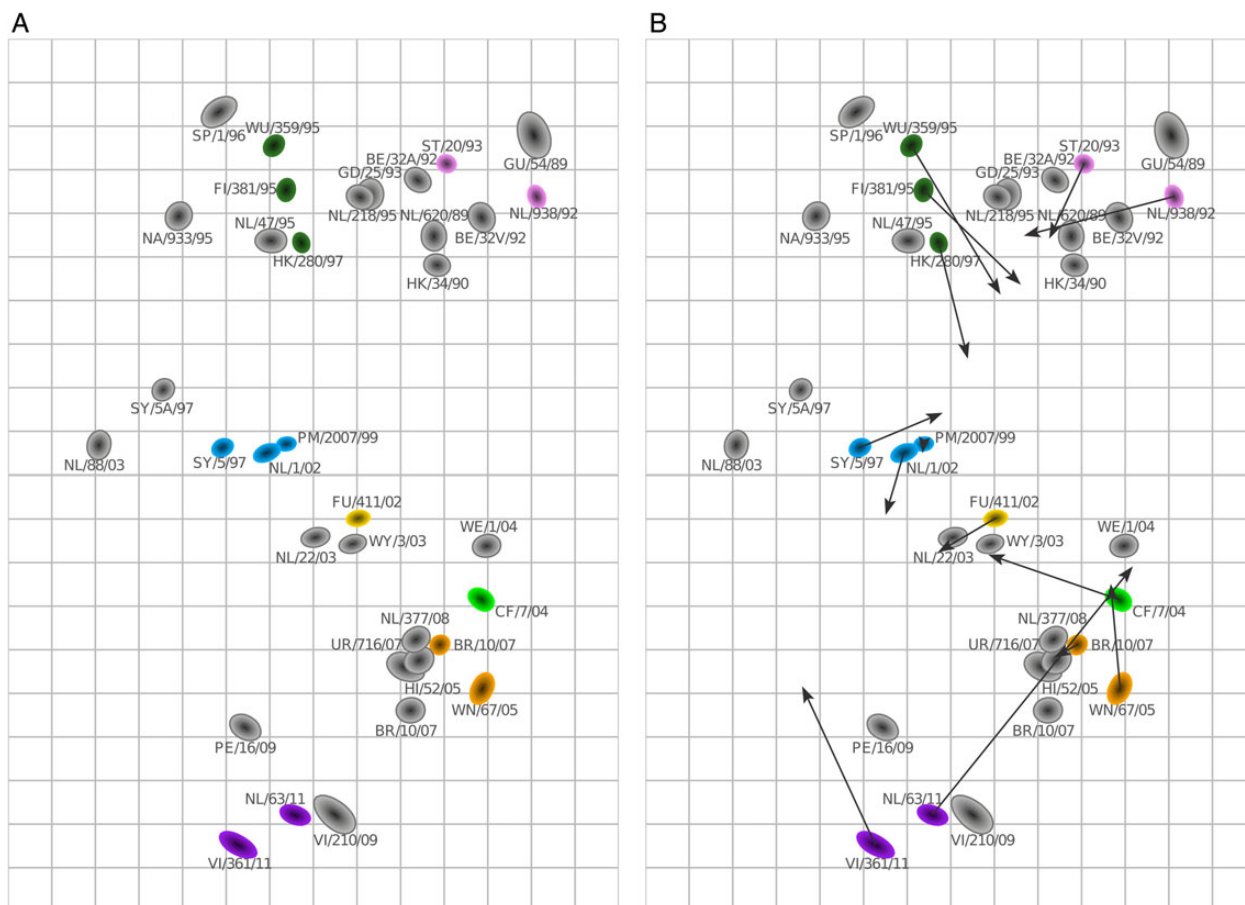 A
SP/1/96
WU/359/95
ST/20/93
BE/32A/92
GU/54/89
GD/25/93
FI/381/95
NL/218/95
NL/620/89
NL/938/92
NL/47/95
NA/933/95
BE/32V/92
HK/280/97
HK/34/90
SY/5A/97
PM/2007/99
NL/88/03
SY/5/97
NL/1/02
FU/411/02
WE/1/04
NL/22/03
WY/3/03
CF/7/04
NL/377/08
UR/716/07
BR/10/07
HI/52/05
WN/67/05
BR/10/07
PE/16/09
NL/63/11
VI/210/09
VI/361/11
B
SP/1/96
WU/359/95
ST/20/93
BE/32A/92
GU/54/89
GD/25/93
FI/381/95
NL/218/95
NL/620/89
NL/938/92
NL/47/95
NA/933/95
BE/32V/92
HK/280/97
HK/34/90
SY/5A/97
PM/2007/99
NL/88/03
SY/5/97
NL/1/02
FU/411/02
WE/1/04
NL/22/03
WY/3/03
CF/7/04
NL/377/08
UR/716/07
BR/10/07
HI/52/05
WN/67/05
BR/10/07
PE/16/09
NL/63/11
VI/210/09
VI/361/11